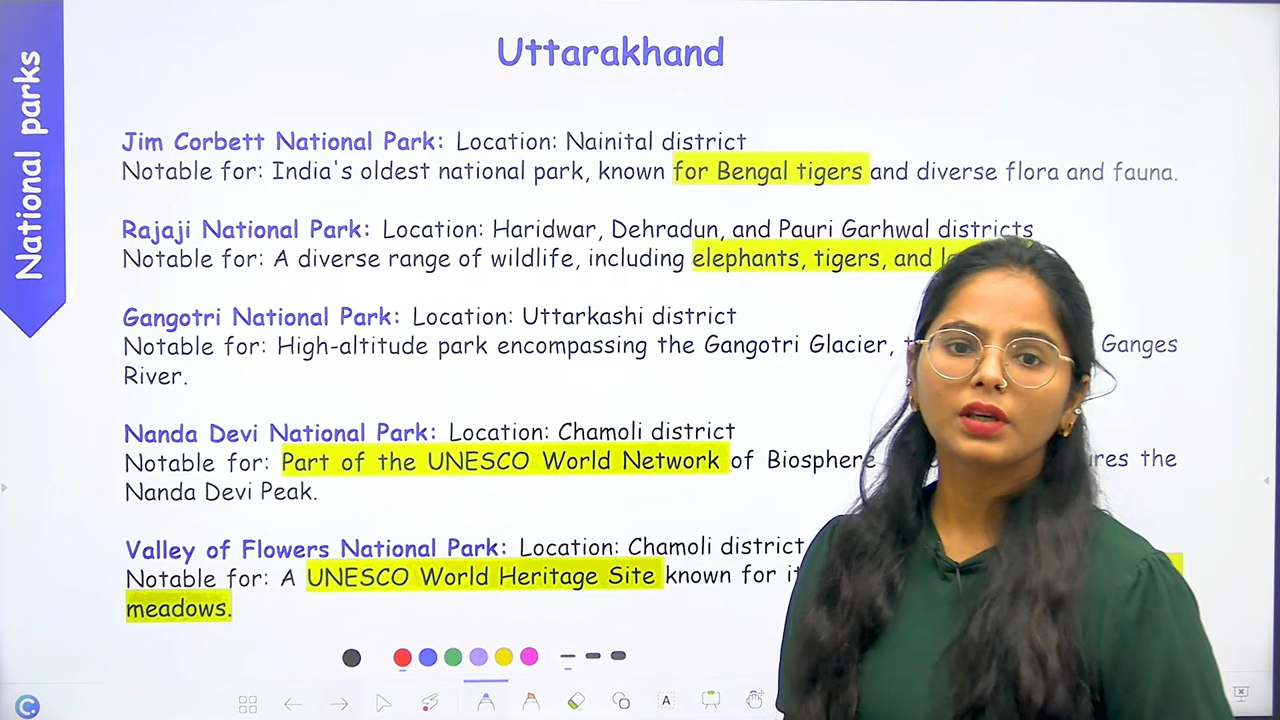 National parks
Uttarakhand
Jim Corbett National Park: Location: Nainital district
Notable for: India's oldest national park, known for Bengal tigers and diverse flora and fauna.
Rajaji National Park: Location: Haridwar, Dehradun, and Pauri Garhwal districts
Notable for: A diverse range of wildlife, including elephants, tigers, and
Gangotri National Park: Location: Uttarkashi district
Notable for: High-altitude park encompassing the Gangotri Glacier, Ganges
River.
Nanda Devi National Park: Location: Chamoli district
Notable for: Part of the UNESCO World Network of Biosphere the
Nanda Devi Peak.
Valley of Flowers National Park: Location: Chamoli district
Notable for: A UNESCO World Heritage Site known for
meadows.
A